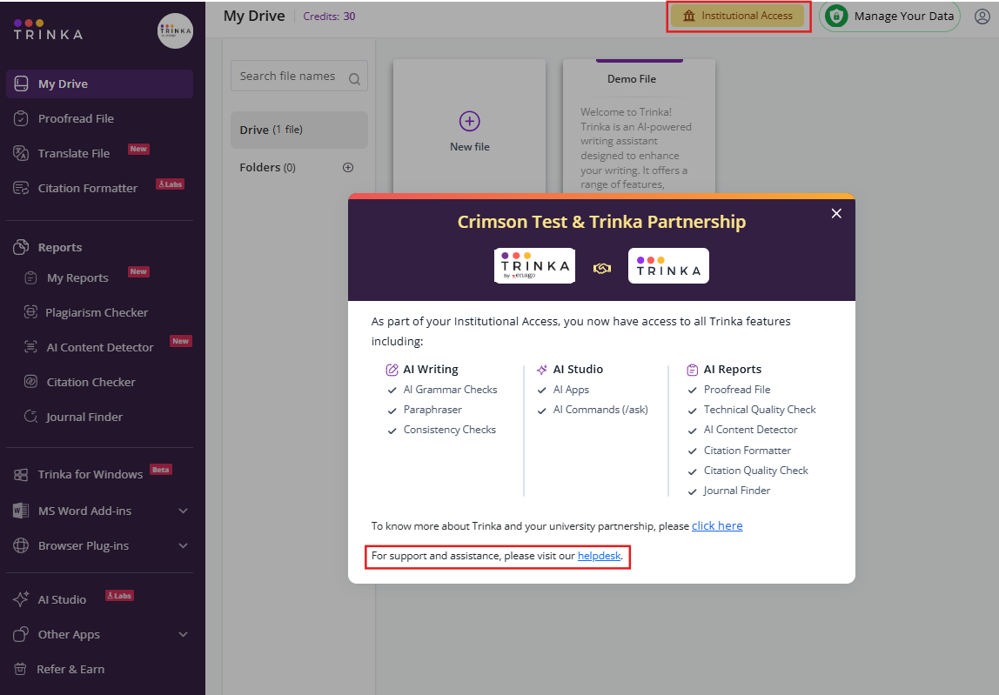 TRINKA
TRINKA
by enago
My Drive
Proofread File
Translate File
New
Citation Formatter
Labs
Reports
My Reports
New
Plagiarism Checker
AI Content Detector
New
Citation Checker
Journal Finder
Trinka for Windows
Beta
MS Word Add-ins
Browser Plug-ins
AI Studio
Labs
Other Apps
Refer & Earn
My Drive
Credits: 30
Institutional Access
Manage Your Data
Search file names
Drive (1 file)
Folders (0)
New file
Demo File
Welcome to Trinka!
Trinka is an AI-powered
writing assistant
designed to enhance
your writing. It offers a
range of features,
Crimson Test & Trinka Partnership
TRINKA
by enago
TRINKA
As part of your Institutional Access, you now have access to all Trinka features
including:
AI Writing
AI Grammar Checks
Paraphraser
Consistency Checks
AI Studio
AI Apps
AI Commands (/ask)
AI Reports
Proofread File
Technical Quality Check
AI Content Detector
Citation Formatter
Citation Quality Check
Journal Finder
To know more about Trinka and your university partnership, please click here
For support and assistance, please visit our helpdesk.